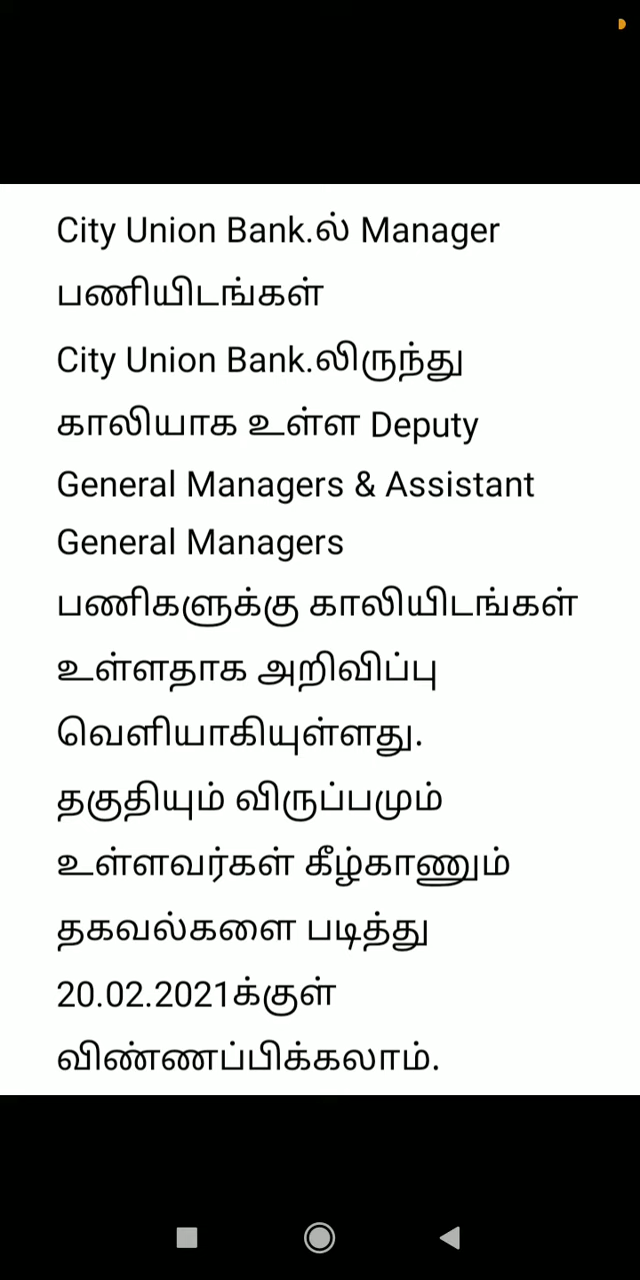 City Union Bank.ல் Manager
பணியிடங்கள்
City Union Bank.லிருந்து
காலியாக உள்ள Deputy
General Managers & Assistant
General Managers
பணிகளுக்கு காலியிடங்கள்
உள்ளதாக அறிவிப்பு
வெளியாகியுள்ளது.
தகுதியும் விருப்பமும்
உள்ளவர்கள் கீழ்காணும்
தகவல்களை படித்து
20.02.2021க்குள்
விண்ணப்பிக்கலாம்.